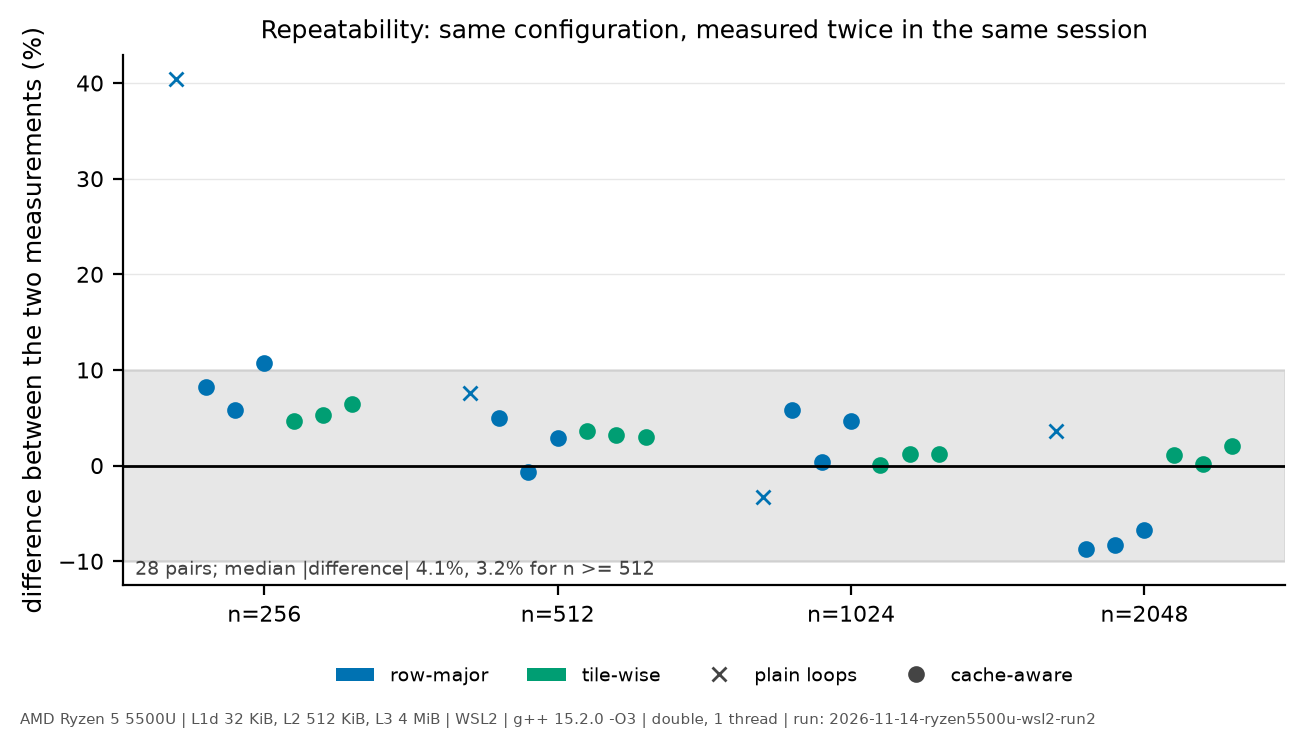 Repeatability: same configuration, measured twice in the same session
difference between the two measurements (%)
40
30
20
10
0
−10
28 pairs; median |difference| 4.1%, 3.2% for n >= 512
n=256
n=512
n=1024
n=2048
row-major
tile-wise
plain loops
cache-aware
AMD Ryzen 5 5500U | L1d 32 KiB, L2 512 KiB, L3 4 MiB | WSL2 | g++ 15.2.0 -O3 | double, 1 thread | run: 2026-11-14-ryzen5500u-wsl2-run2